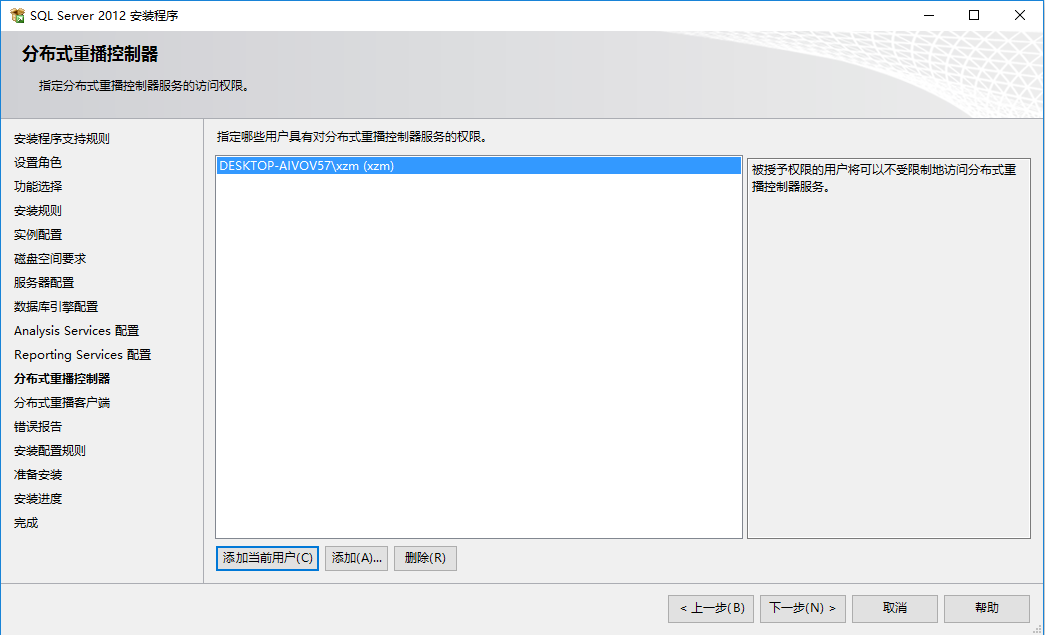 SQL Server 2012 安装程序
分布式重播控制器
指定分布式重播控制器服务的访问权限。
安装程序支持规则
设置角色
功能选择
安装规则
实例配置
磁盘空间要求
服务器配置
数据库引擎配置
Analysis Services 配置
Reporting Services 配置
分布式重播控制器
分布式重播客户端
错误报告
安装配置规则
准备安装
安装进度
完成
指定哪些用户具有对分布式重播控制器服务的权限。
DESKTOP-AIVOV57\xzm (xzm)
被授予权限的用户将可以不受限制地访问分布式重
播控制器服务。
添加当前用户(C) 添加(A)... 删除(R)
< 上一步(B) 下一步(N) > 取消 帮助